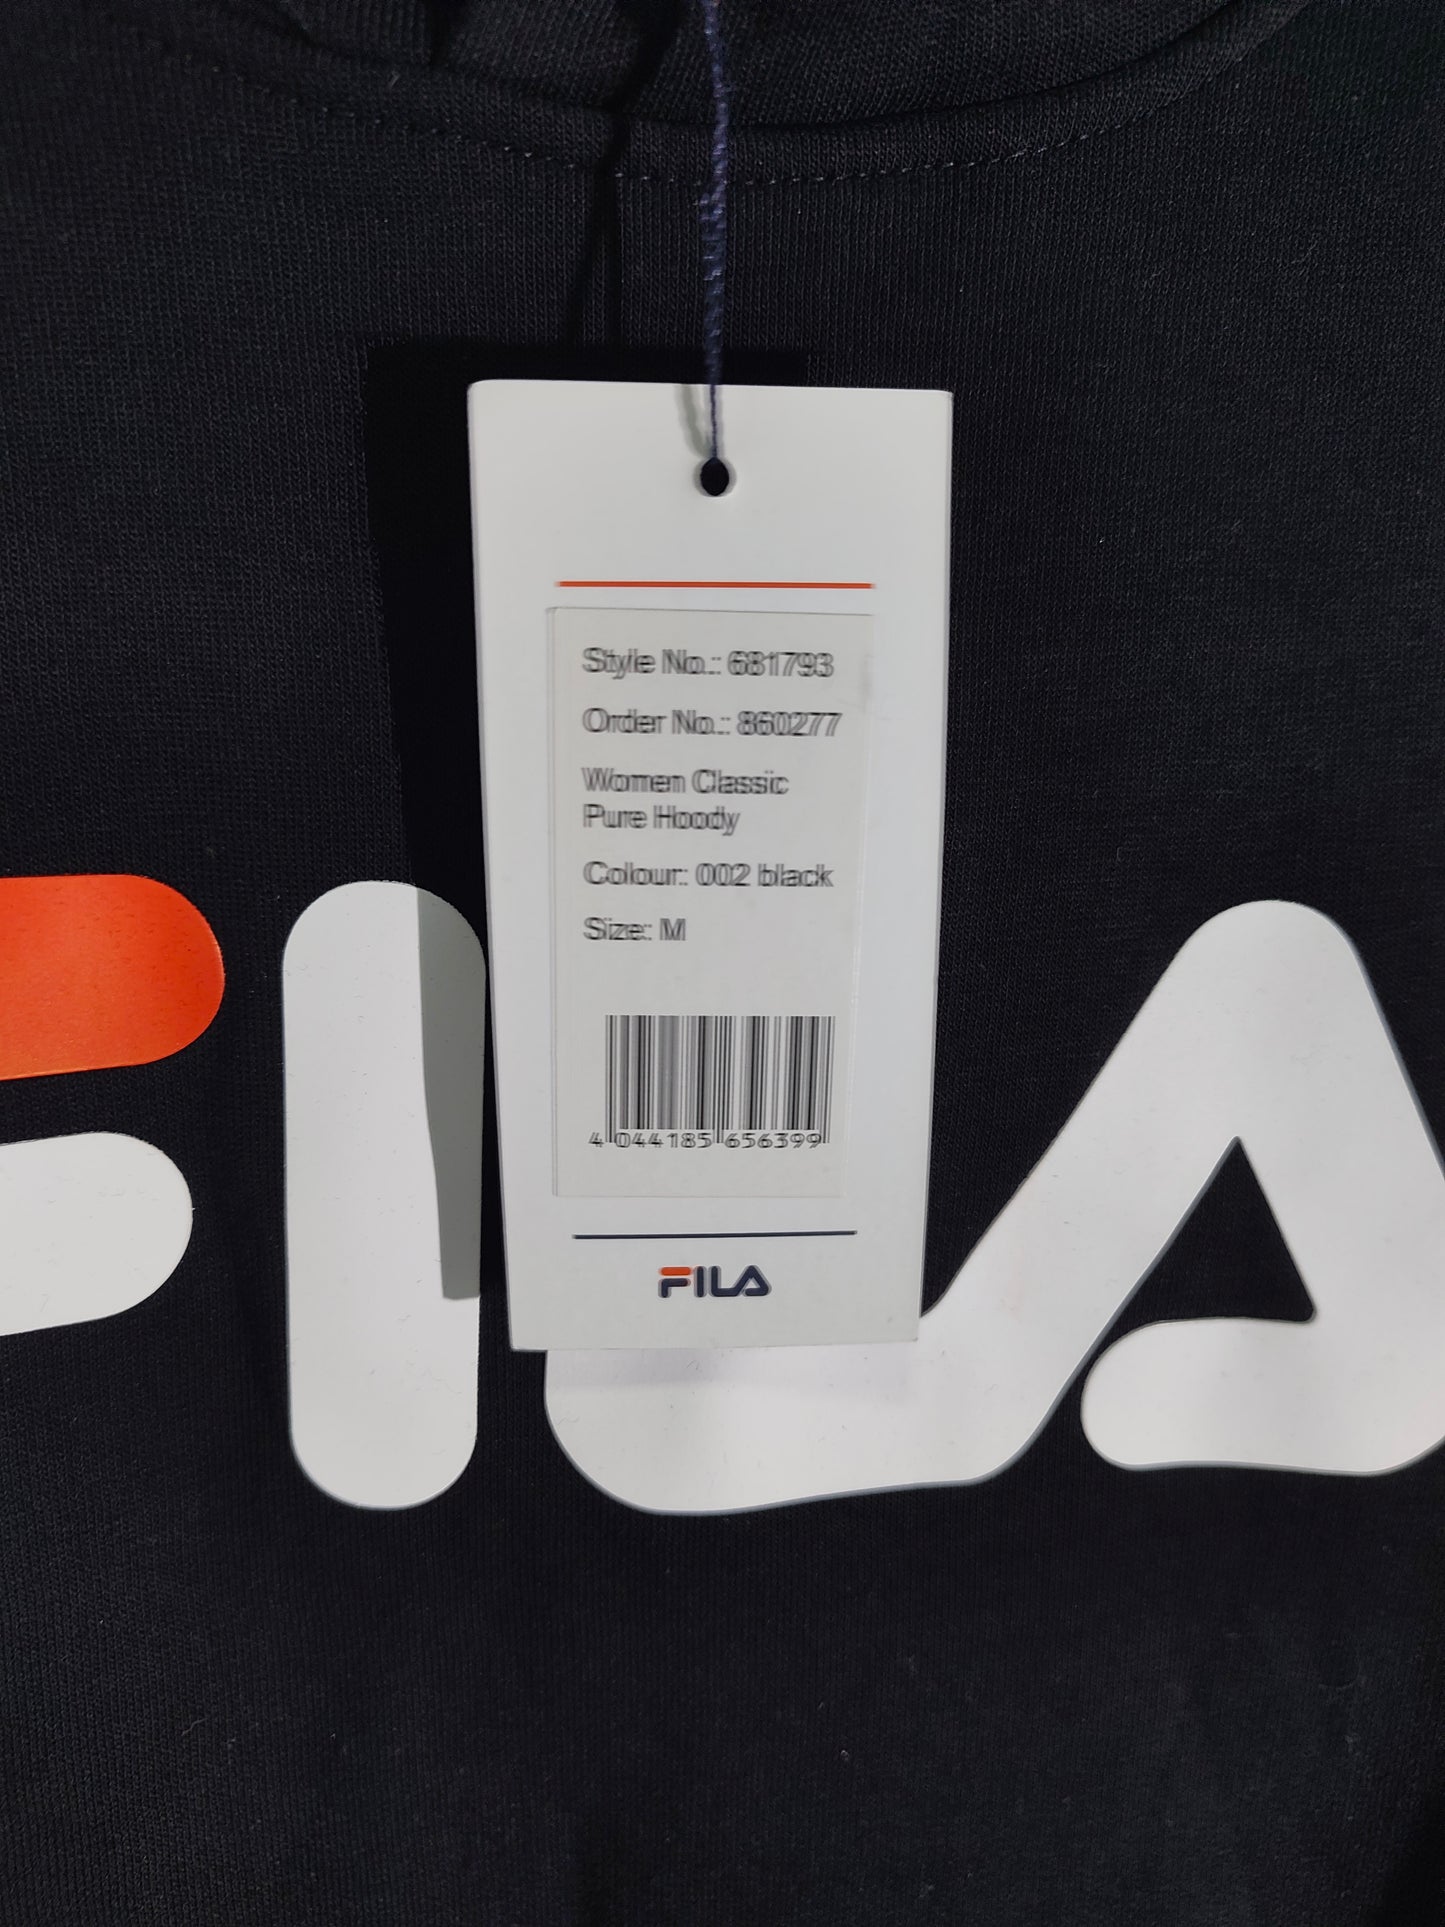 Style No.: 681793
Order No.: 860277
Women Classic
Pure Hoody
Colour: 002 black
Size: M
4 044185 656399
FILA
FILA